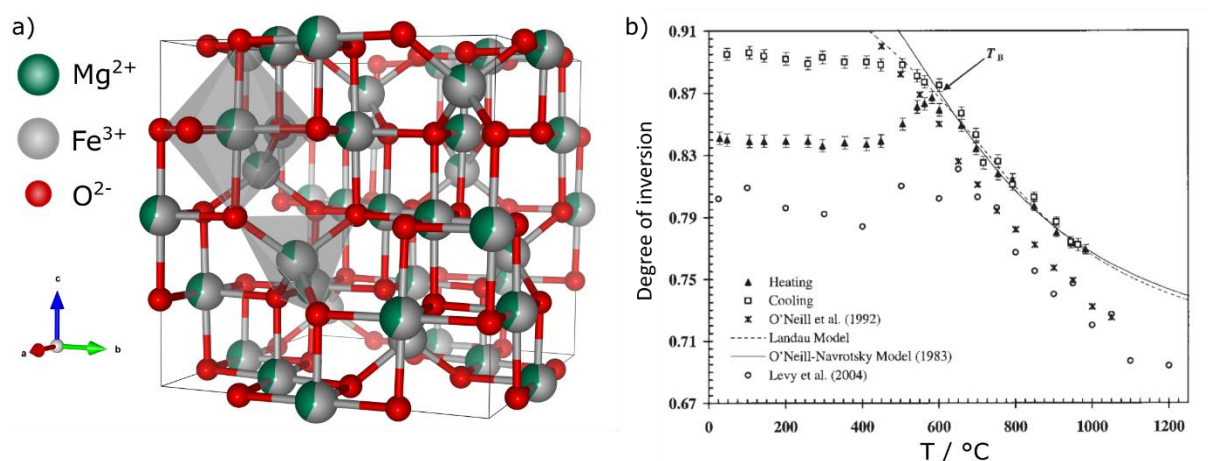 a)
Mg2+
Fe3+
O2-
c
a
b
b)
Degree of inversion
0.91
0.87
0.83
0.79
0.75
0.71
0.67
TB
Heating
Cooling
O'Neill et al. (1992)
Landau Model
O'Neill-Navrotsky Model (1983)
Levy et al. (2004)
0 200 400 600 800 1000 1200
T / °C